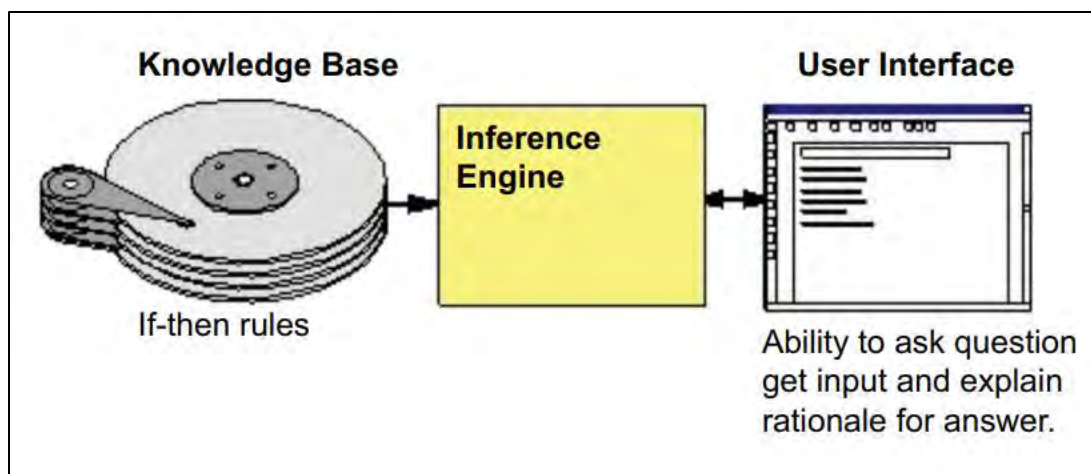 Knowledge Base
If-then rules
Inference
Engine
User Interface
Ability to ask question
get input and explain
rationale for answer.